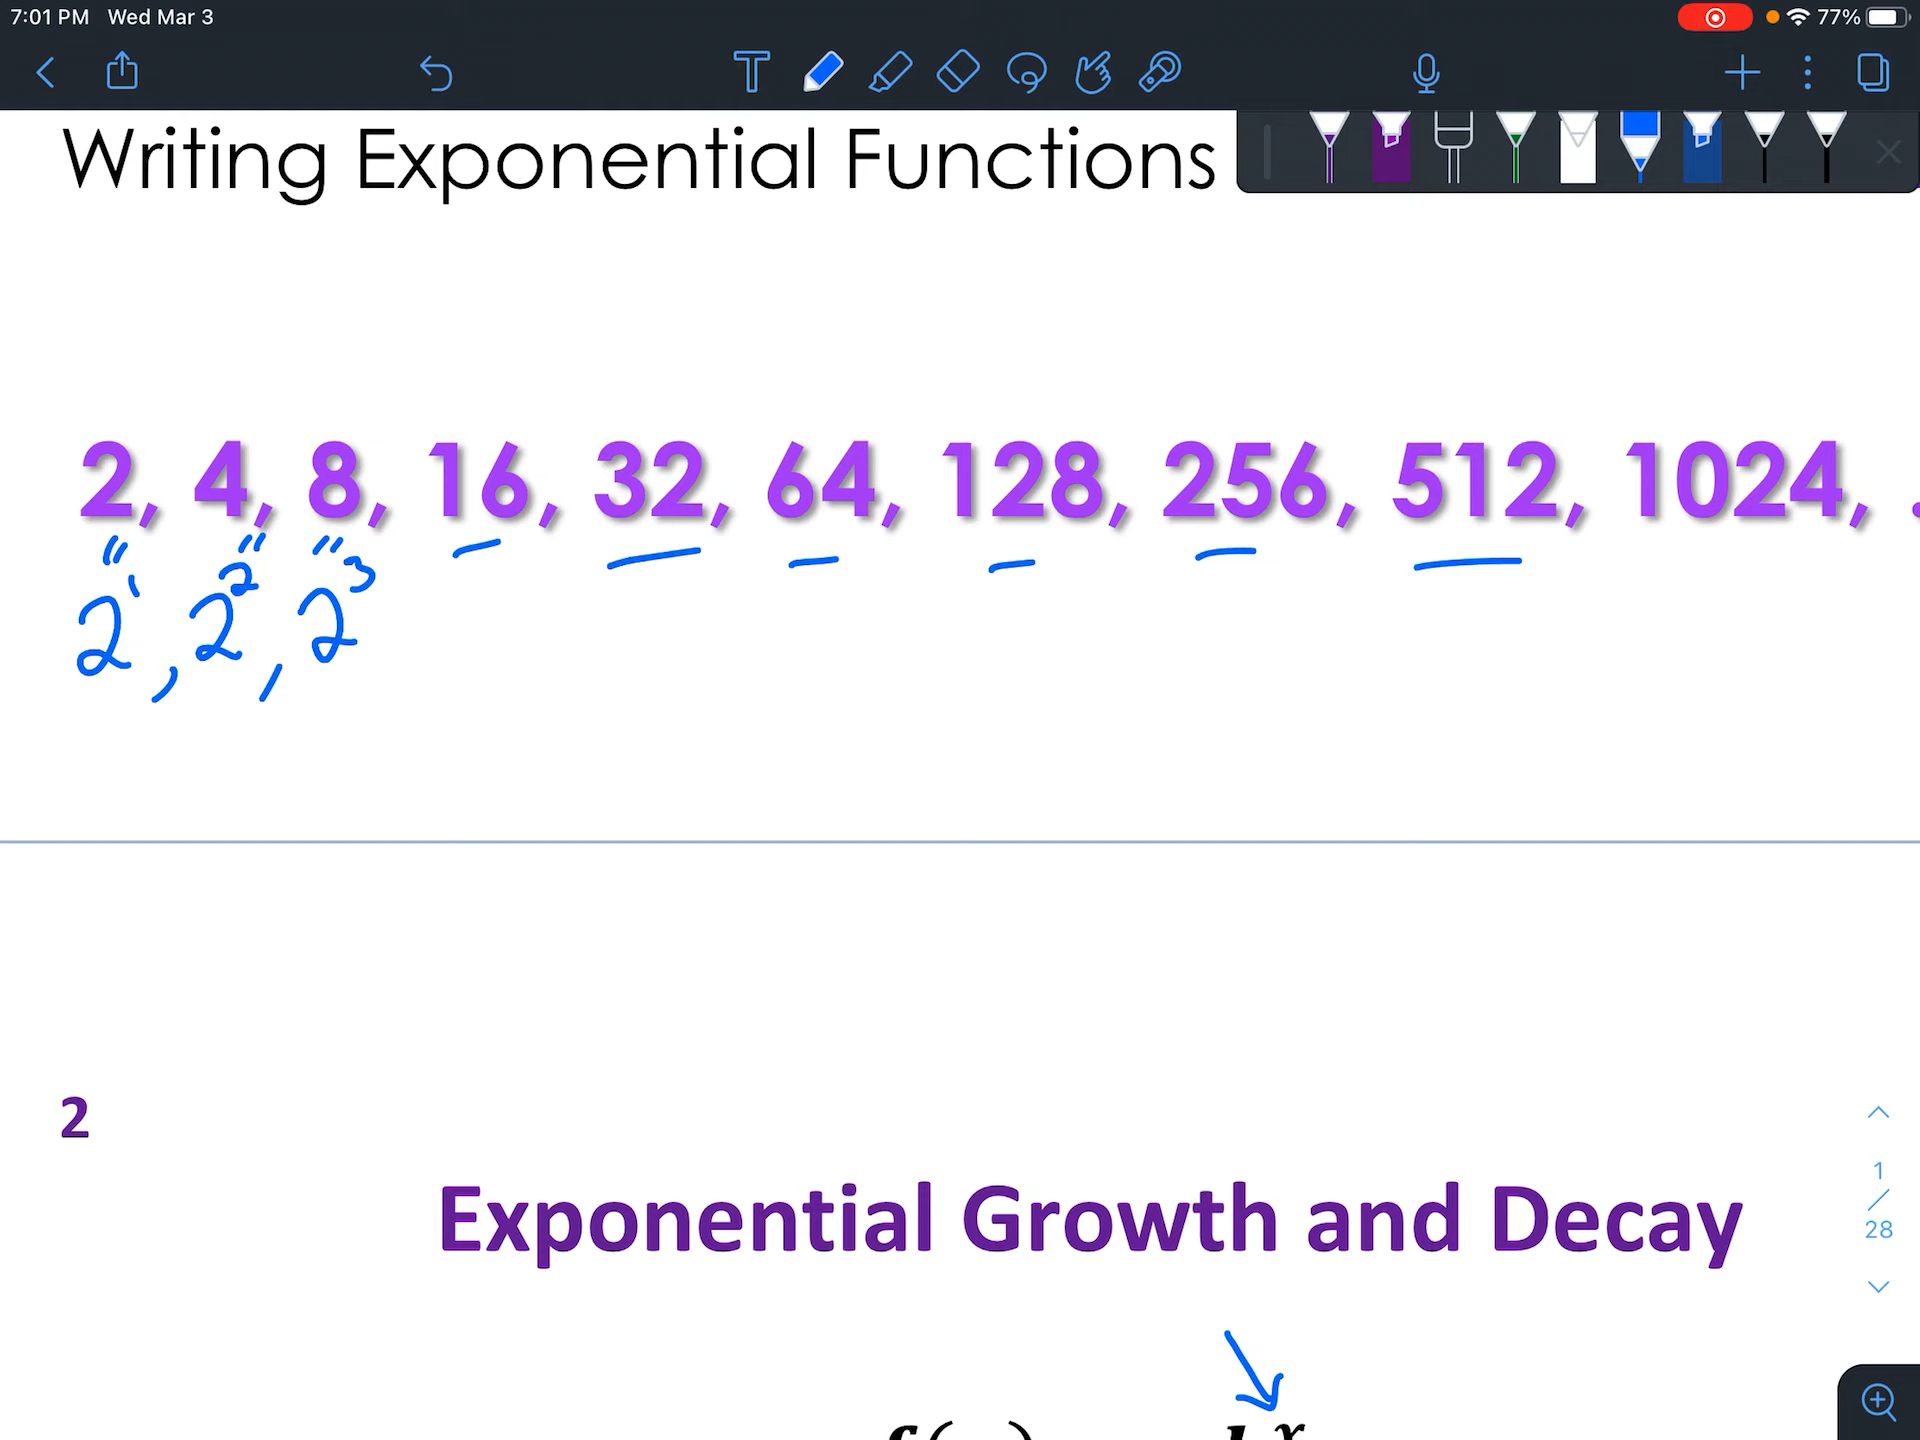 7:01 PM Wed Mar 3
77%
Writing Exponential Functions
2, 4, 8, 16, 32, 64, 128, 256, 512, 1024, .
2¹, 2², 2³
2
1
/
28
Exponential Growth and Decay